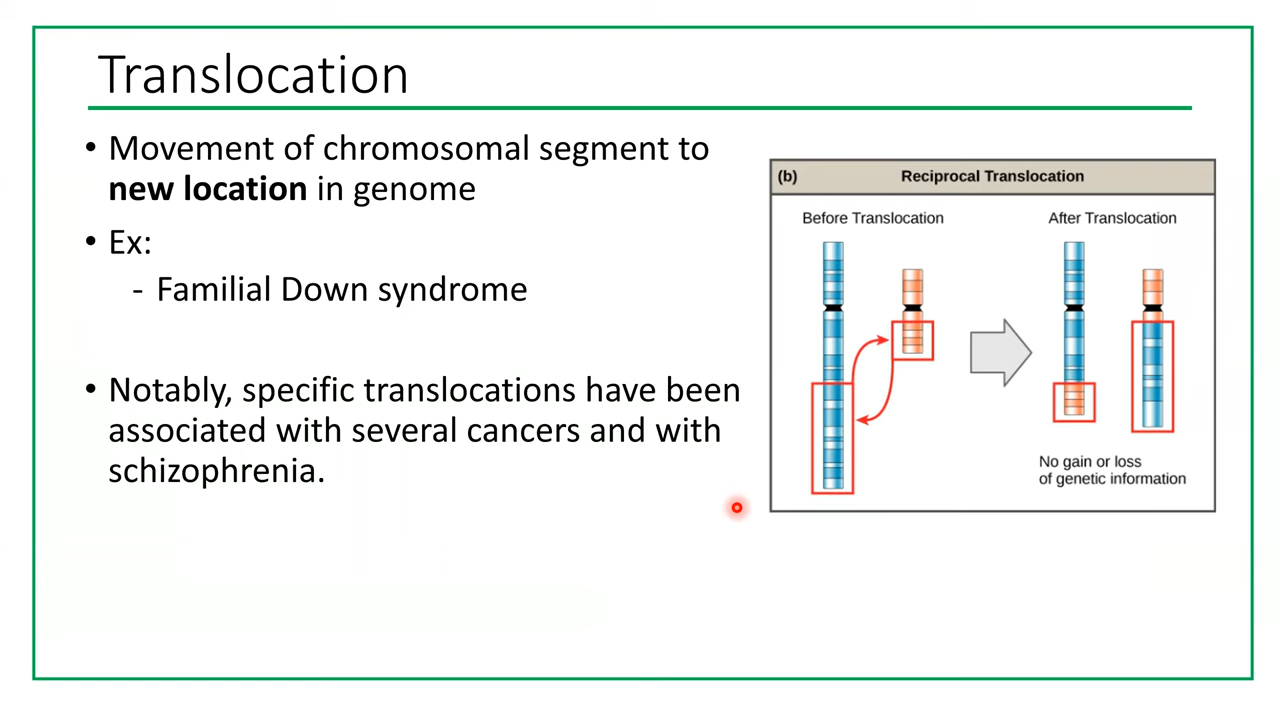 Translocation
• Movement of chromosomal segment to
new location in genome
• Ex:
- Familial Down syndrome
• Notably, specific translocations have been
associated with several cancers and with
schizophrenia.
(b) Reciprocal Translocation
Before Translocation
After Translocation
No gain or loss
of genetic information